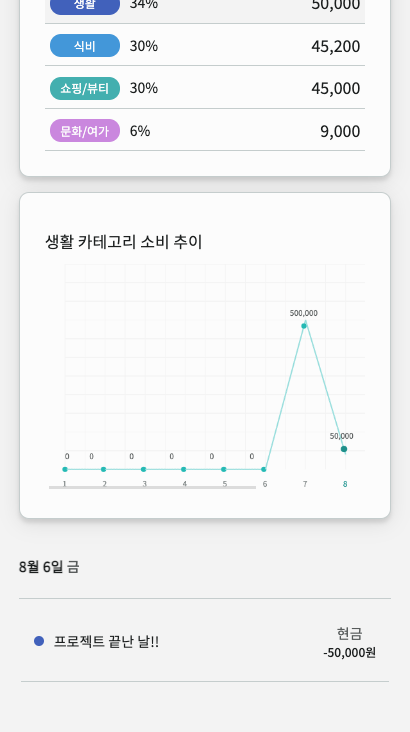 생활 34% 50,000
식비 30% 45,200
쇼핑/뷰티 30% 45,000
문화/여가 6% 9,000
생활 카테고리 소비 추이
500,000
50,000
0 0 0 0 0 0
1 2 3 4 5 6 7 8
8월 6일 금
프로젝트 끝난 날!! 현금
-50,000원